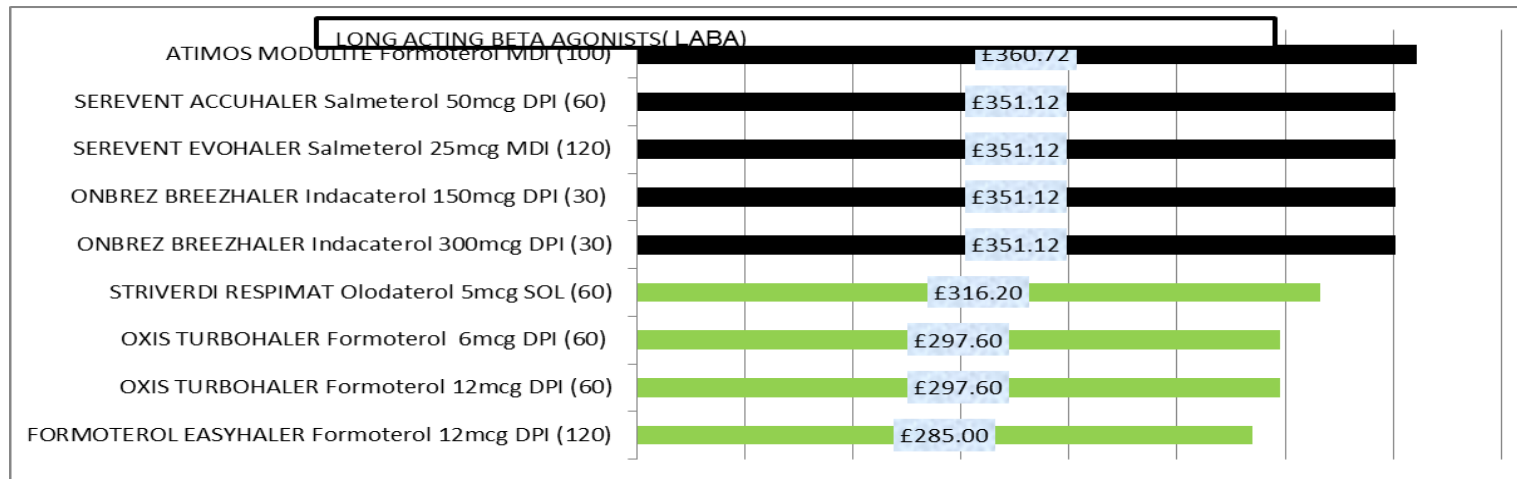 LONG ACTING BETA AGONISTS( LABA)
ATIMOS MODULITE Formoterol MDI (100) £360.72
SEREVENT ACCUHALER Salmeterol 50mcg DPI (60) £351.12
SEREVENT EVOHALER Salmeterol 25mcg MDI (120) £351.12
ONBREZ BREEZHALER Indacaterol 150mcg DPI (30) £351.12
ONBREZ BREEZHALER Indacaterol 300mcg DPI (30) £351.12
STRIVERDI RESPIMAT Olodaterol 5mcg SOL (60) £316.20
OXIS TURBOHALER Formoterol 6mcg DPI (60) £297.60
OXIS TURBOHALER Formoterol 12mcg DPI (60) £297.60
FORMOTEROL EASYHALER Formoterol 12mcg DPI (120) £285.00